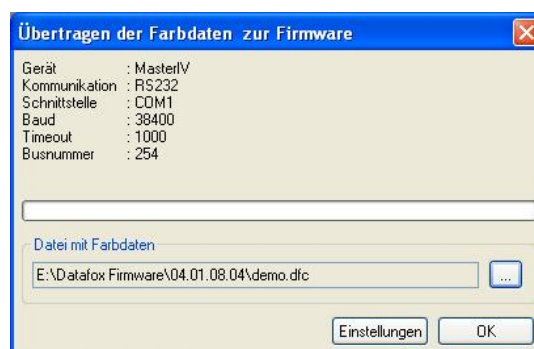 Übertragen der Farbdaten zur Firmware
Gerät : MasterIV
Kommunikation : RS232
Schnittstelle : COM1
Baud : 38400
Timeout : 1000
Busnummer : 254
Datei mit Farbdaten
E:\Datafox Firmware\04.01.08.04\demo.dfc ...
Einstellungen OK